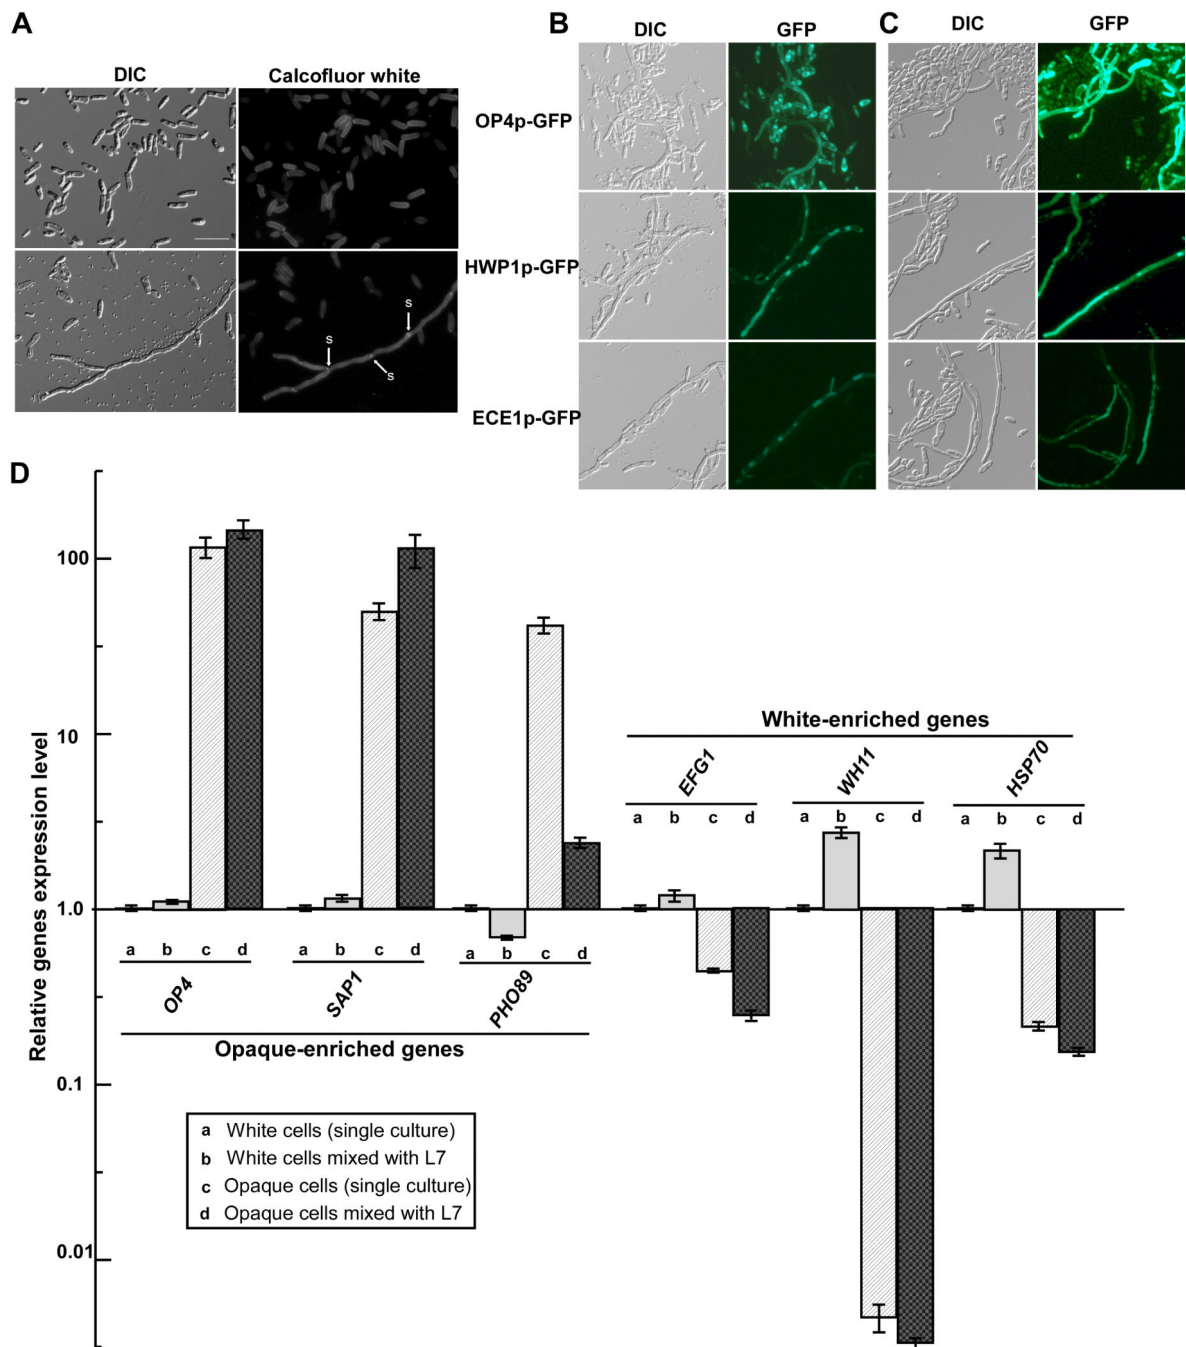 A
DIC
Calcofluor white
s
s
s
B
DIC
GFP
C
DIC
GFP
OP4p-GFP
HWP1p-GFP
ECE1p-GFP
D
Relative genes expression level
100
10
1.0
0.1
0.01
a b c d
OP4
a b c d
SAP1
a b c d
PHO89
Opaque-enriched genes
White-enriched genes
EFG1
a b c d
WH11
a b c d
HSP70
a b c d
a White cells (single culture)
b White cells mixed with L7
c Opaque cells (single culture)
d Opaque cells mixed with L7